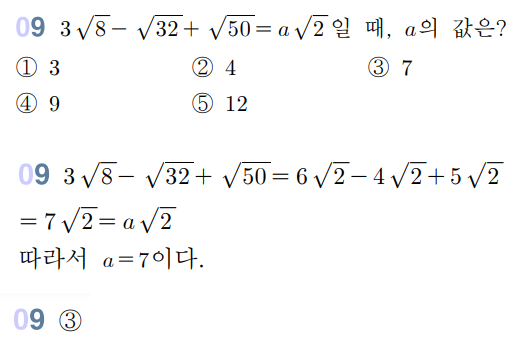 09 3√8− √32+ √50= a√2일 때, a의 값은?
① 3 ② 4 ③ 7
④ 9 ⑤ 12
09 3√8− √32+ √50=6√2−4√2+5√2
=7√2=a√2
따라서 a=7이다.
09 ③